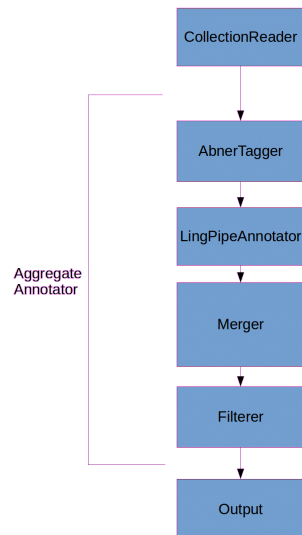 CollectionReader
AbnerTagger
LingPipeAnnotator
Aggregate
Annotator
Merger
Filterer
Output